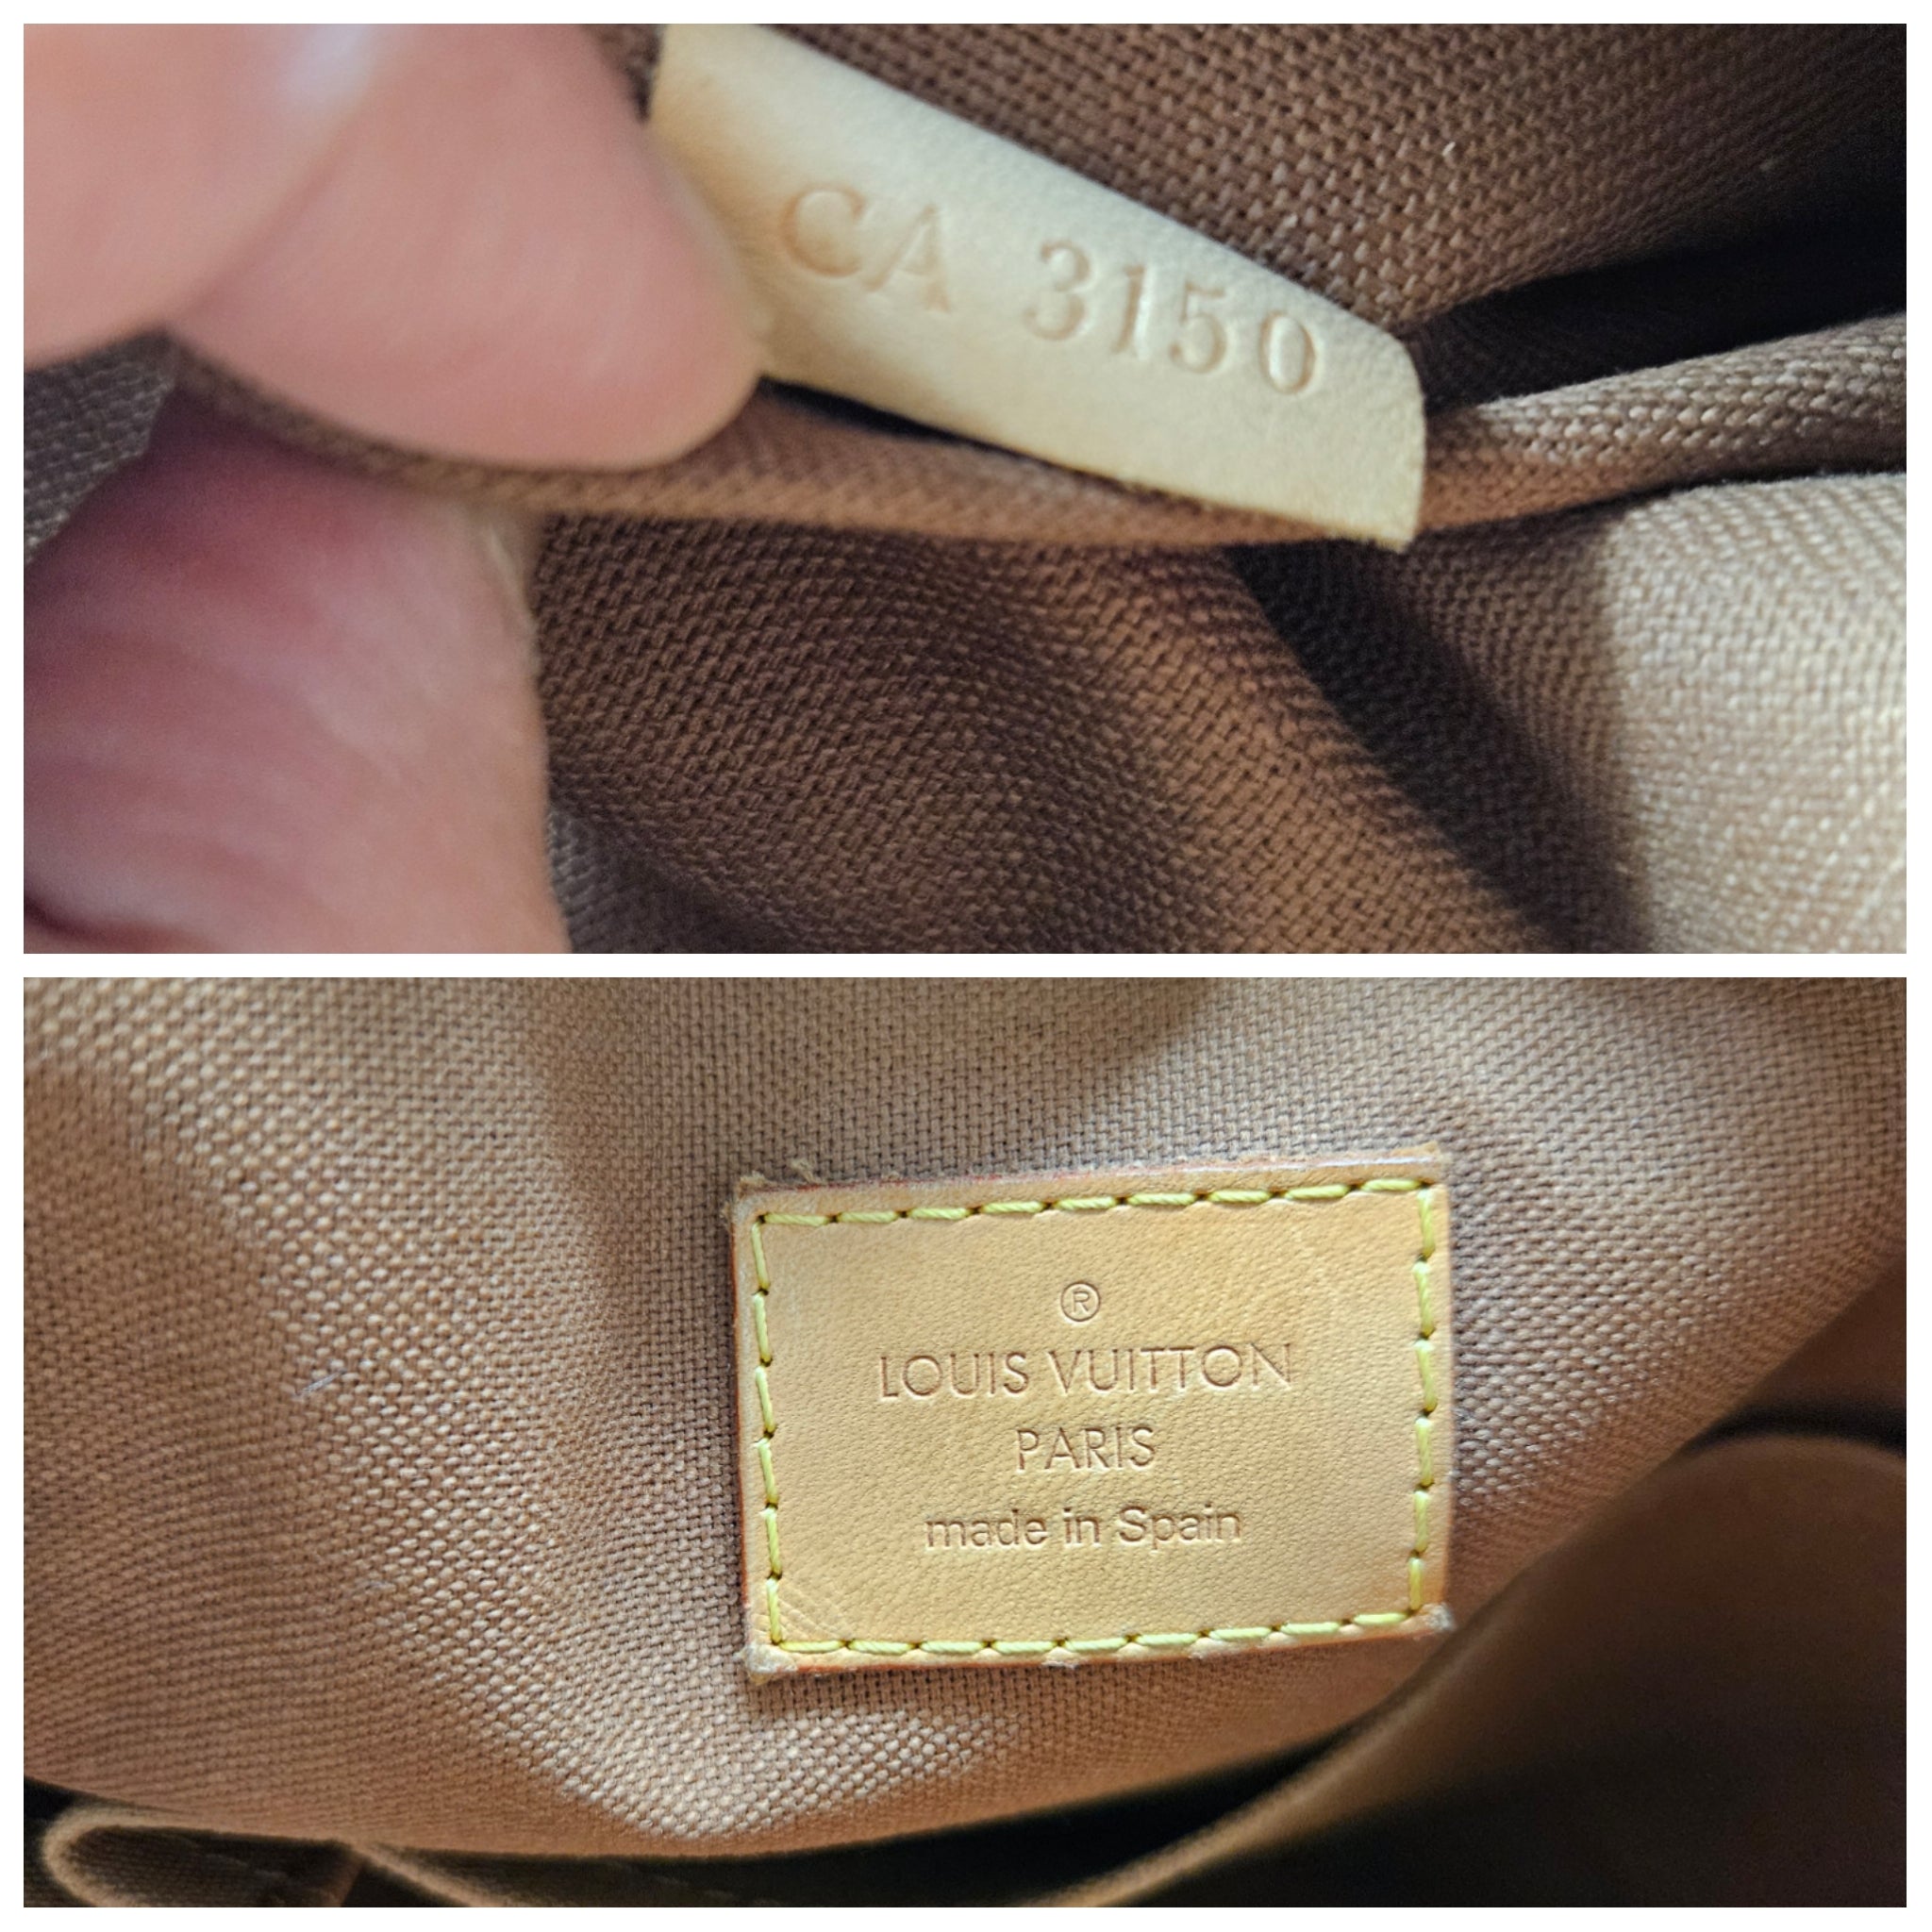 CA 3150
®
LOUIS VUITTON
PARIS
made in Spain